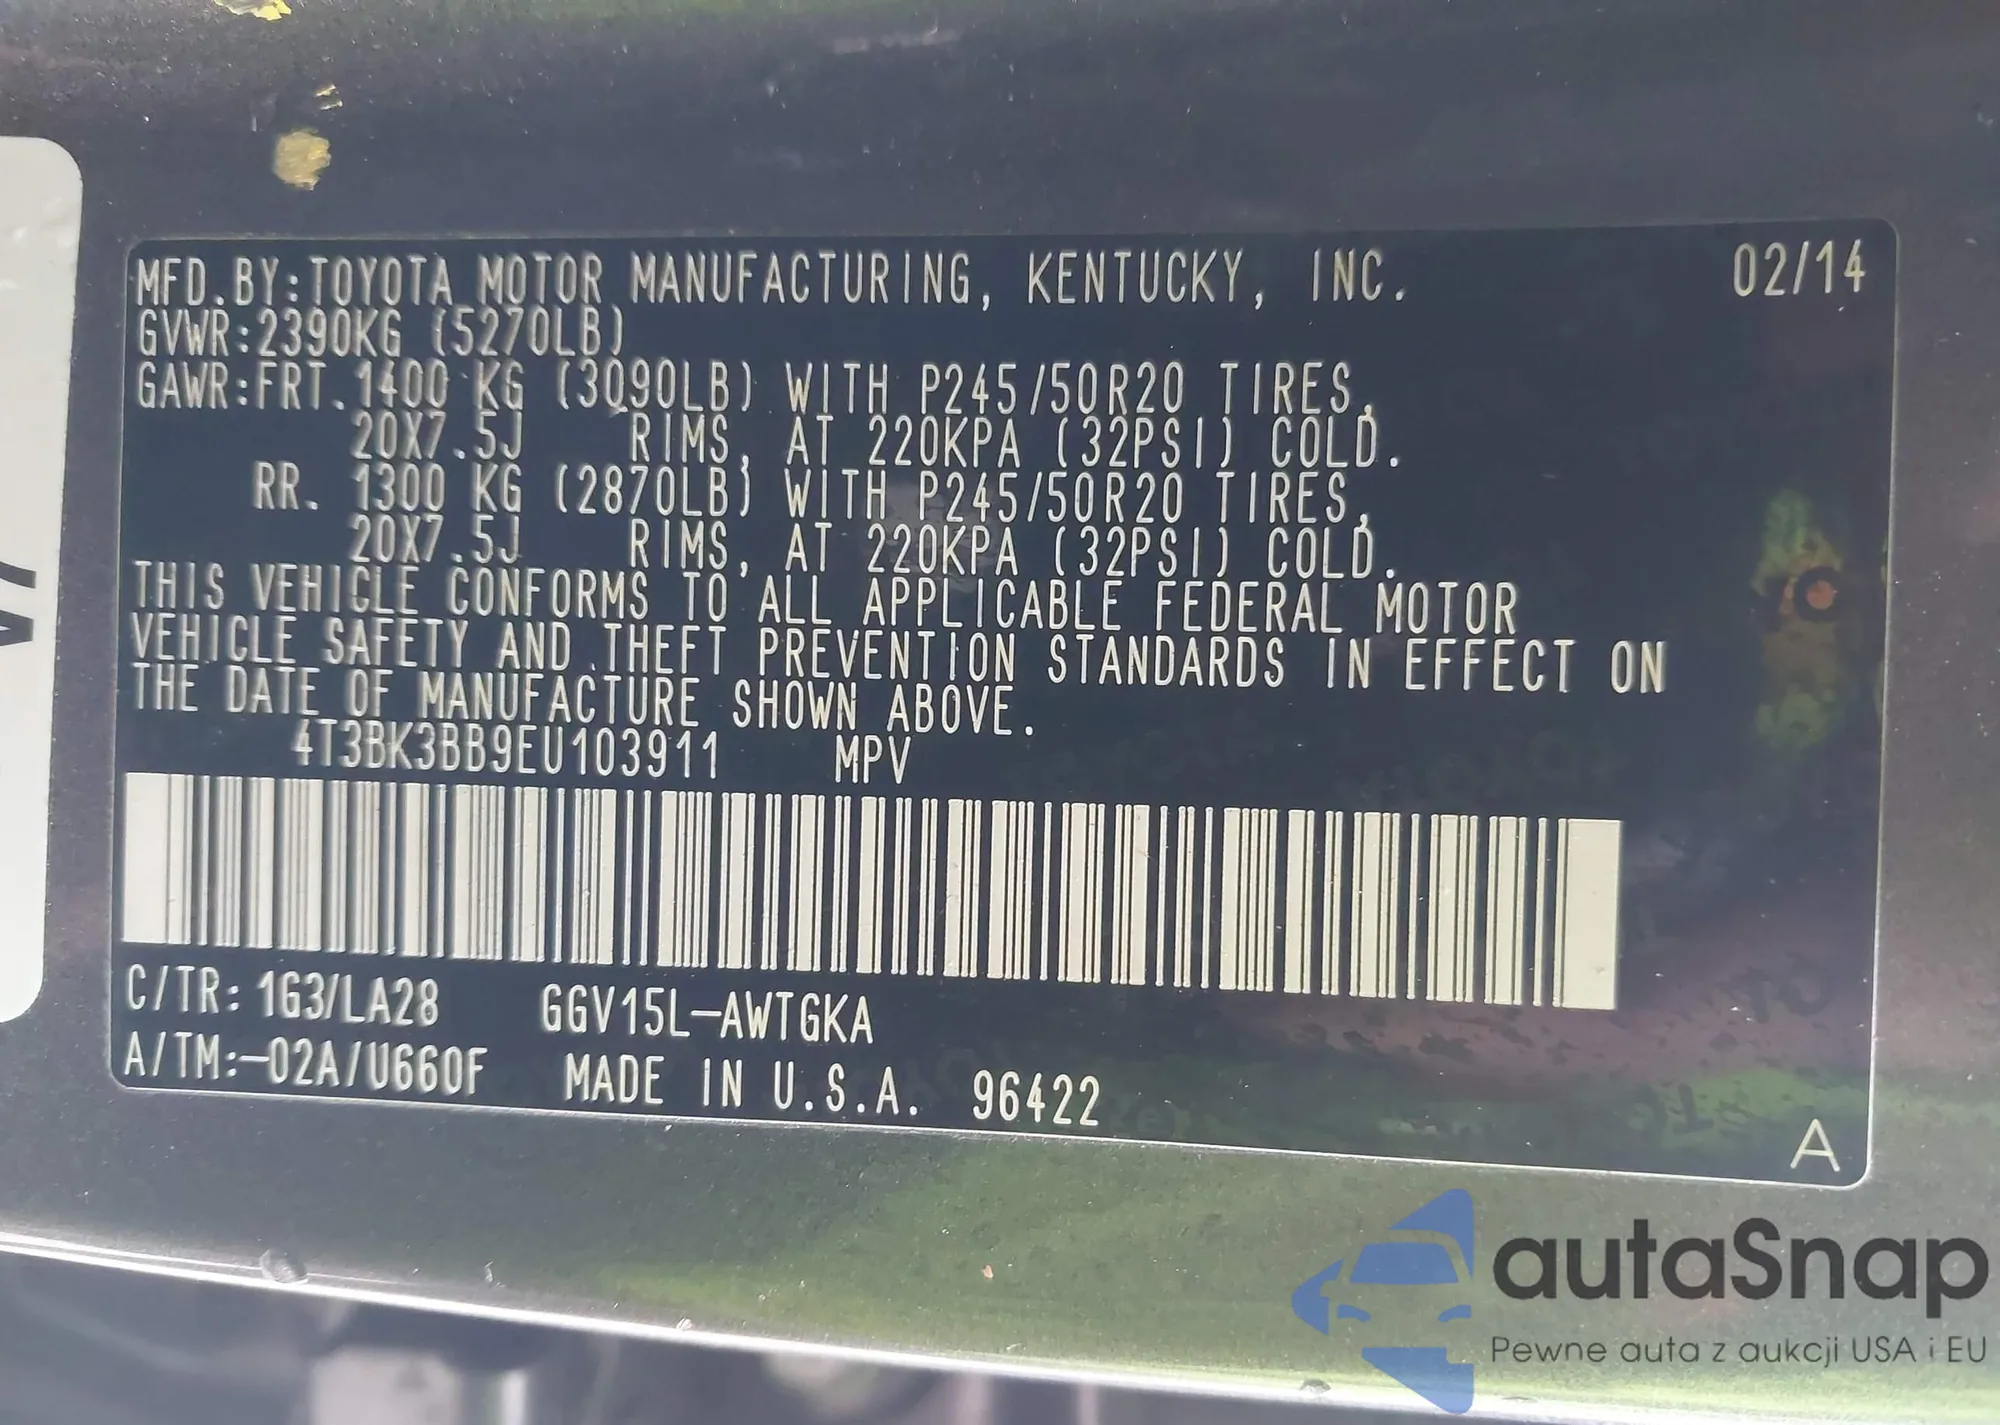 MFD.BY:TOYOTA MOTOR MANUFACTURING, KENTUCKY, INC. 02/14
GVWR:2390KG (5270LB)
GAWR:FRT.1400 KG (3090LB) WITH P245/50R20 TIRES,
20X7.5J RIMS, AT 220KPA (32PSI) COLD.
RR. 1300 KG (2870LB) WITH P245/50R20 TIRES,
20X7.5J RIMS, AT 220KPA (32PSI) COLD.
THIS VEHICLE CONFORMS TO ALL APPLICABLE FEDERAL MOTOR
VEHICLE SAFETY AND THEFT PREVENTION STANDARDS IN EFFECT ON
THE DATE OF MANUFACTURE SHOWN ABOVE.
4T3BK3BB9EU103911 MPV
C/TR: 1G3/LA28 GGV15L-AWTGKA
A/TM:-02A/U660F MADE IN U.S.A. 96422
A
autaSnap
Pewne auta z aukcji USA i EU